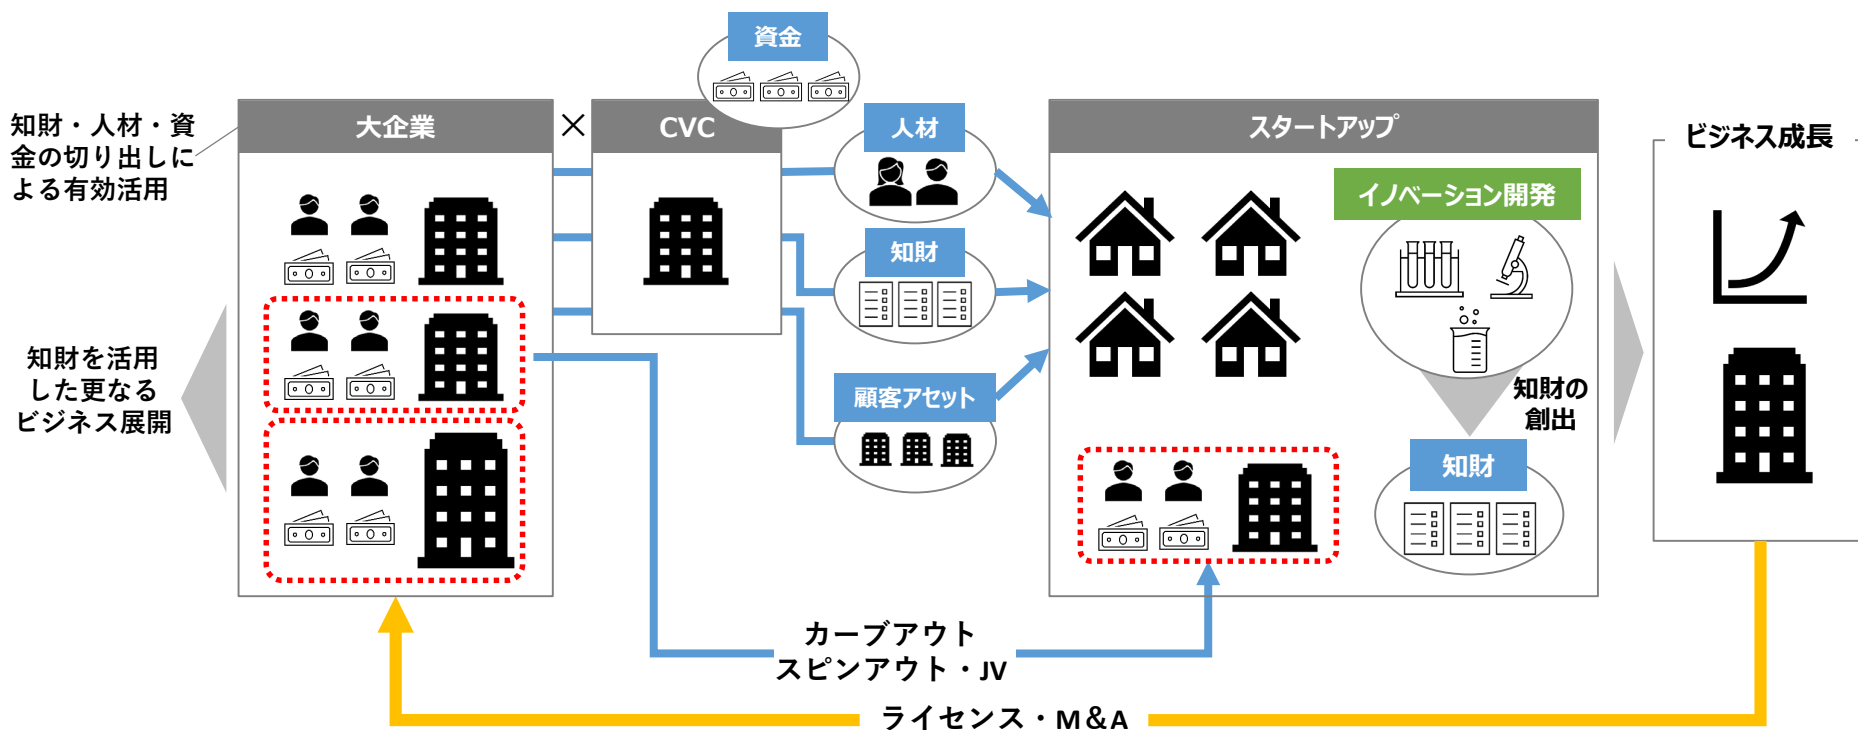 資金
知財・人材・資
金の切り出しに
よる有効活用
大企業
×
CVC
人材
スタートアップ
ビジネス成長
イノベーション開発
知財
知財を活用
した更なる
ビジネス展開
顧客アセット
知財の
創出
知財
カーブアウト
スピンアウト・JV
ライセンス・M&A